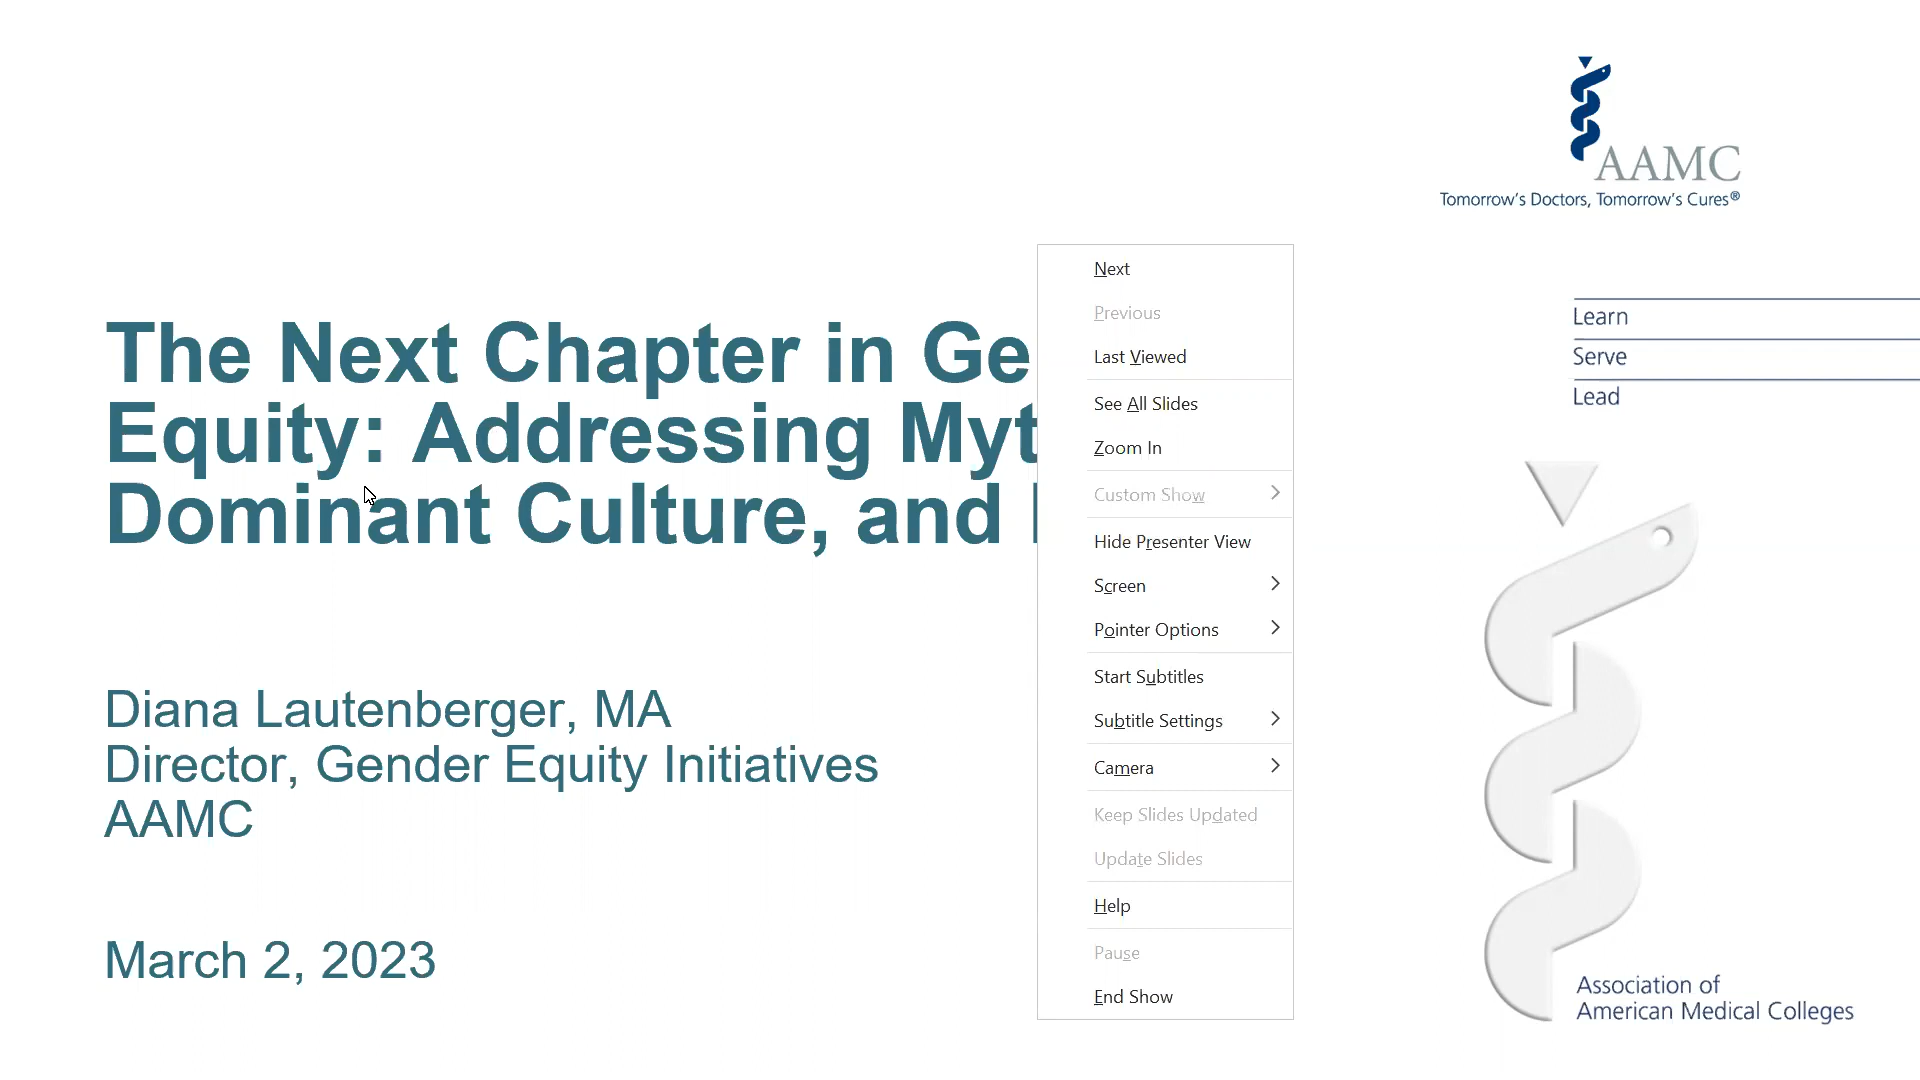 AAMC
Tomorrow's Doctors, Tomorrow's Cures®
Learn
Serve
Lead
The Next Chapter in Ge
Equity: Addressing Myt
Dominant Culture, and
Diana Lautenberger, MA
Director, Gender Equity Initiatives
AAMC
March 2, 2023
Next
Previous
Last Viewed
See All Slides
Zoom In
Custom Show
Hide Presenter View
Screen
Pointer Options
Start Subtitles
Subtitle Settings
Camera
Keep Slides Updated
Update Slides
Help
Pause
End Show
Association of
American Medical Colleges